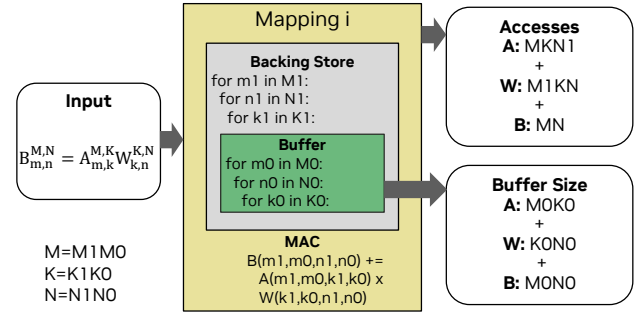 Input
B^{M,N}_{m,n} = A^{M,K}_{m,k} W^{K,N}_{k,n}
M=M1M0
K=K1K0
N=N1N0
Mapping i
Backing Store
for m1 in M1:
for n1 in N1:
for k1 in K1:
Buffer
for m0 in M0:
for n0 in N0:
for k0 in K0:
MAC
B(m1,m0,n1,n0) +=
A(m1,m0,k1,k0) x
W(k1,k0,n1,n0)
Accesses
A: MKN1
+
W: M1KN
+
B: MN
Buffer Size
A: M0K0
+
W: K0N0
+
B: M0N0